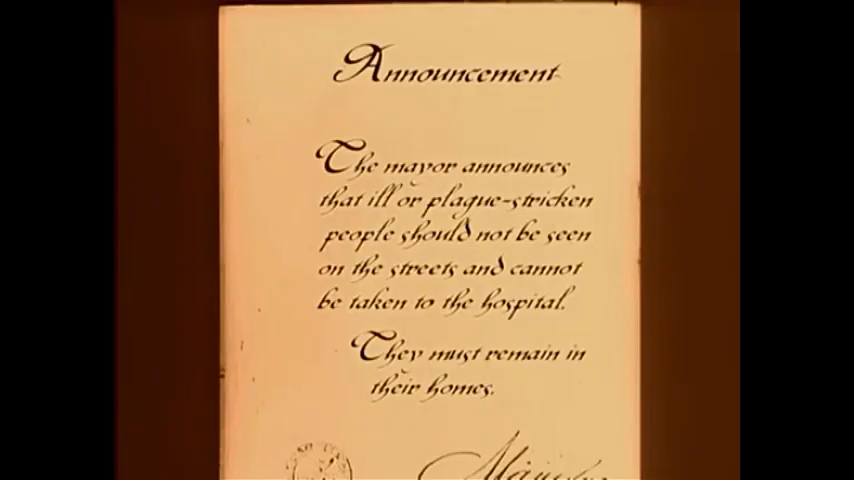 Announcement
The mayor announces
that ill or plague-stricken
people should not be seen
on the streets and cannot
be taken to the hospital.
They must remain in
their homes.